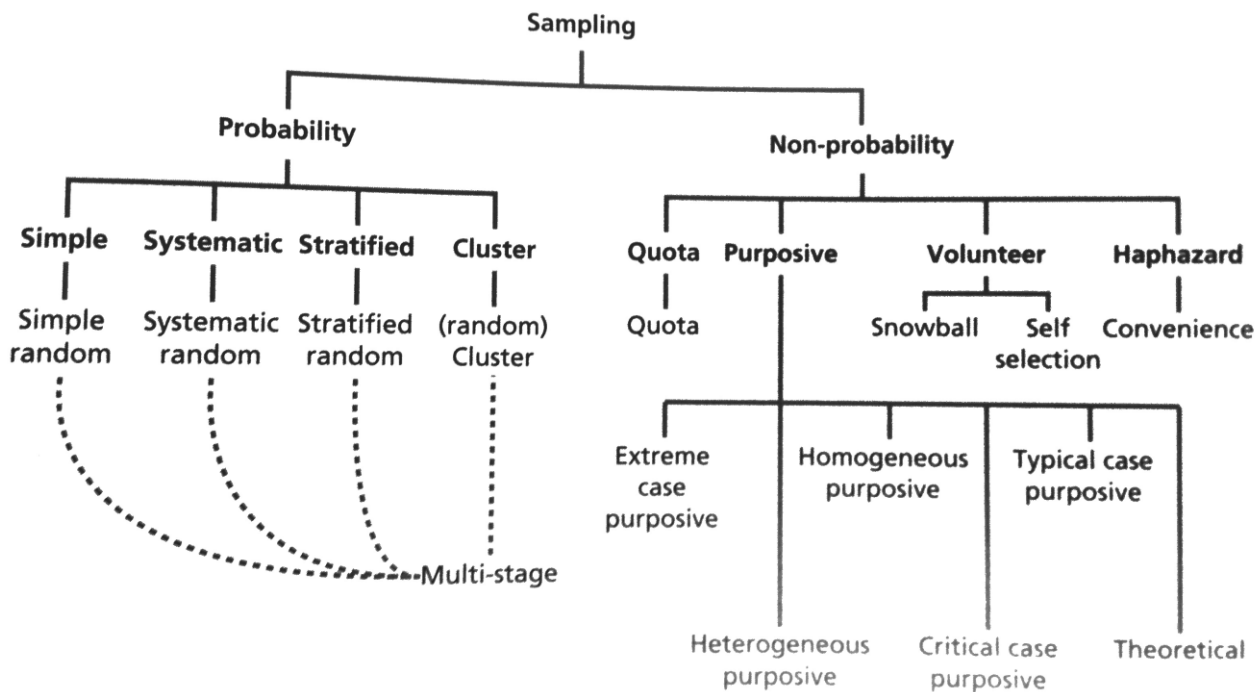 Sampling
Probability
Non-probability
Simple
Systematic
Stratified
Cluster
Quota
Purposive
Volunteer
Haphazard
Simple
random
Systematic
random
Stratified
random
(random)
Cluster
Quota
Snowball
Self
selection
Convenience
Extreme
case
purposive
Homogeneous
purposive
Typical case
purposive
Multi-stage
Heterogeneous
purposive
Critical case
purposive
Theoretical